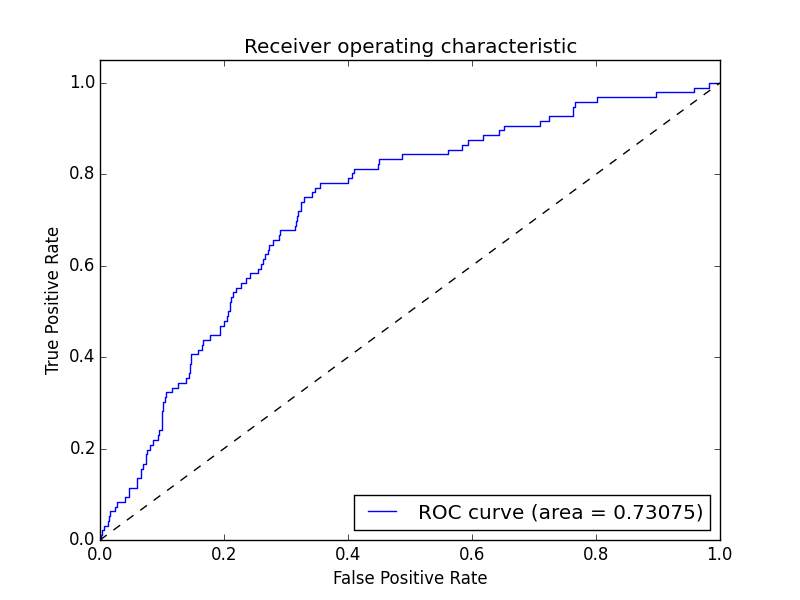 Receiver operating characteristic
1.0
0.8
0.6
0.4
0.2
0.0
True Positive Rate
ROC curve (area = 0.73075)
0.0 0.2 0.4 0.6 0.8 1.0
False Positive Rate